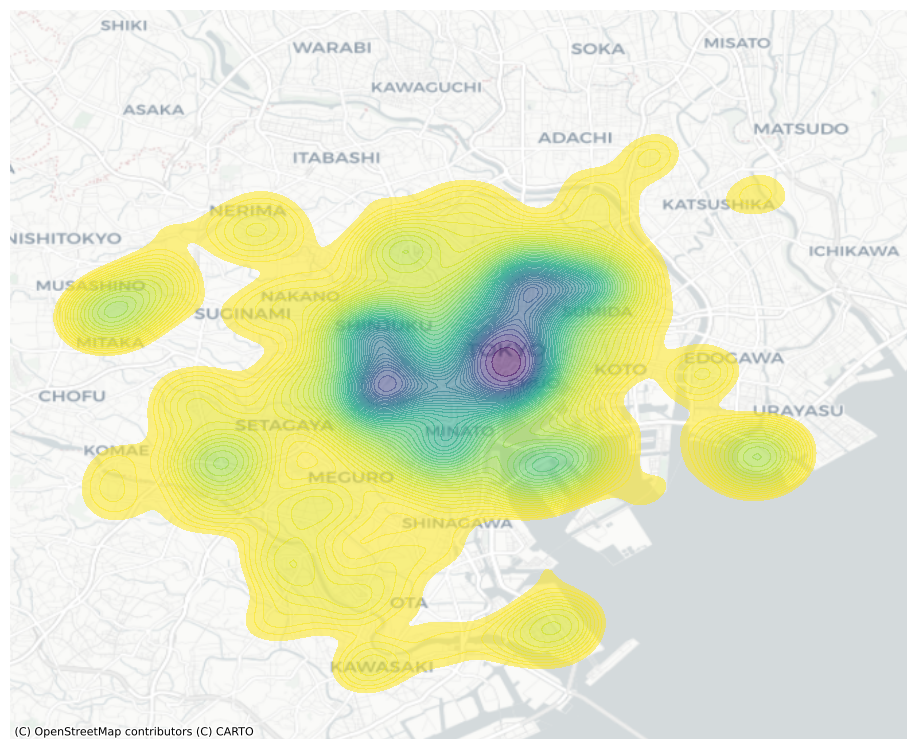 SHIKI
WARABI
SOKA
MISATO
KAWAGUCHI
ASAKA
ADACHI
MATSUDO
ITABASHI
KATSUSHIKA
NERIMA
NISHITOKYO
ICHIKAWA
MUSASHINO
NAKANO
SUGINAMI
SUMIDA
SHINJUKU
MITAKA
TOKYO
EDOGAWA
KOTO
CHOFU
URAYASU
SETAGAYA
MINATO
KOMAE
MEGURO
SHINAGAWA
OTA
KAWASAKI
(C) OpenStreetMap contributors (C) CARTO